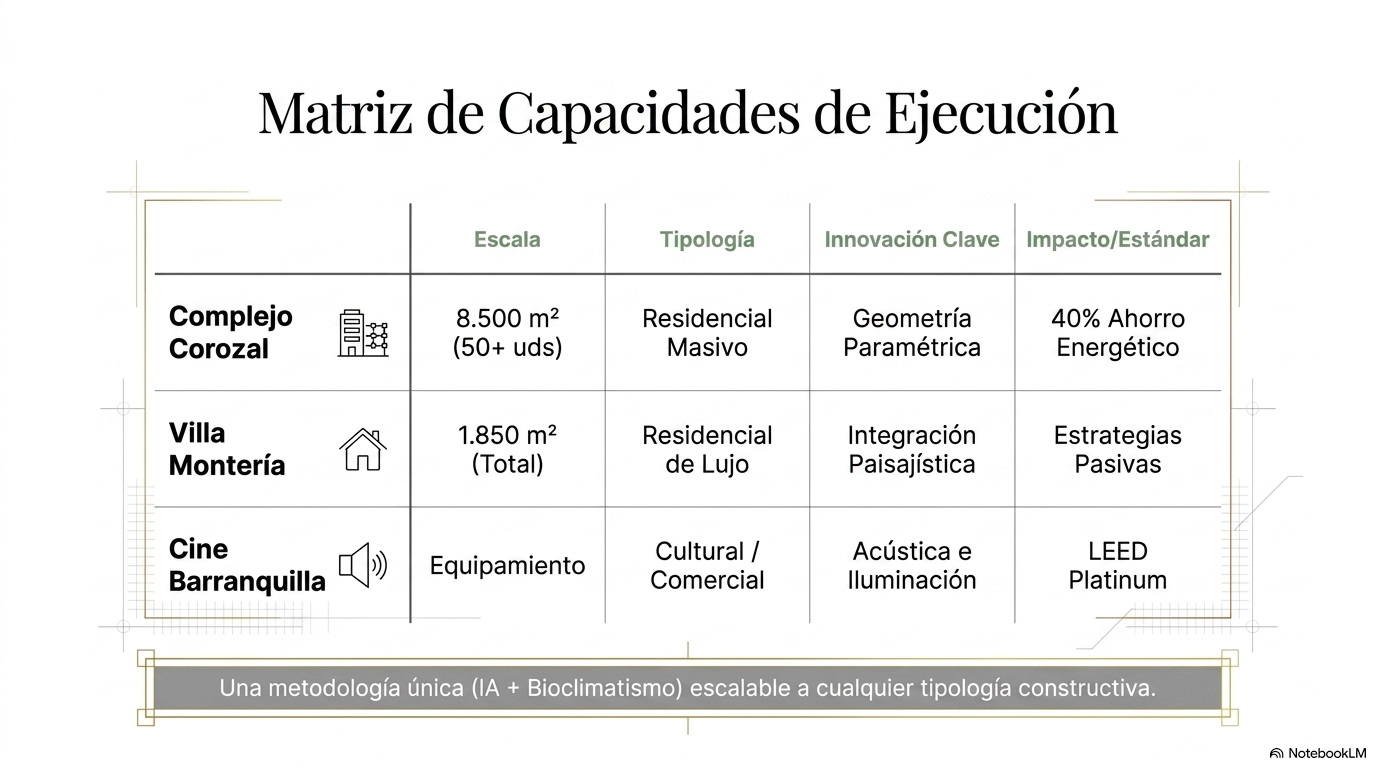 Matriz de Capacidades de Ejecución
Escala
Tipología
Innovación Clave
Impacto/Estándar
Complejo
Corozal
8.500 m²
(50+ uds)
Residencial
Masivo
Geometría
Paramétrica
40% Ahorro
Energético
Villa
Montería
1.850 m²
(Total)
Residencial
de Lujo
Integración
Paisajística
Estrategias
Pasivas
Cine
Barranquilla
Equipamiento
Cultural /
Comercial
Acústica e
Iluminación
LEED
Platinum
Una metodología única (IA + Bioclimatismo) escalable a cualquier tipología constructiva.
NotebookLM